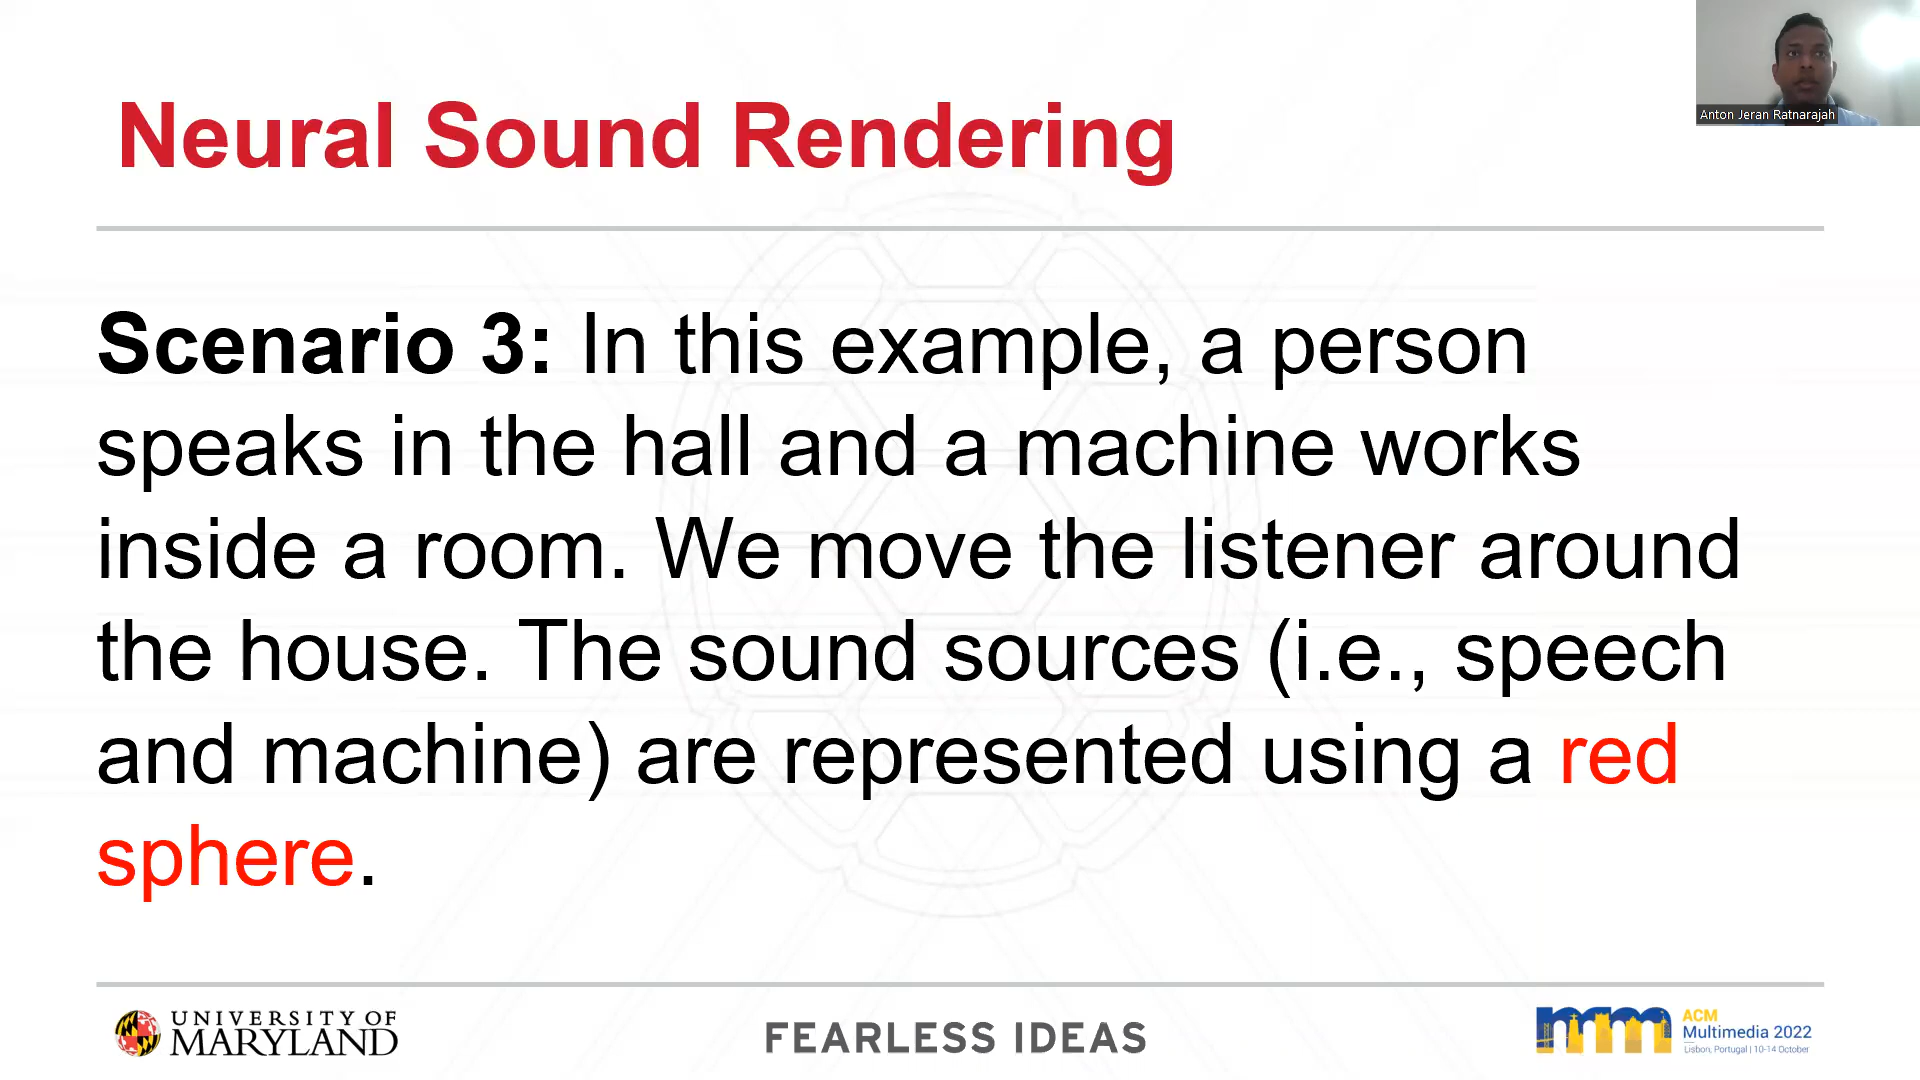 Neural Sound Rendering
Anton Jeran Ratnarajah
Scenario 3: In this example, a person
speaks in the hall and a machine works
inside a room. We move the listener around
the house. The sound sources (i.e., speech
and machine) are represented using a red
sphere.
UNIVERSITY OF
MARYLAND
FEARLESS IDEAS
mm
ACM
Multimedia 2022
Lisbon, Portugal | 10-14 October